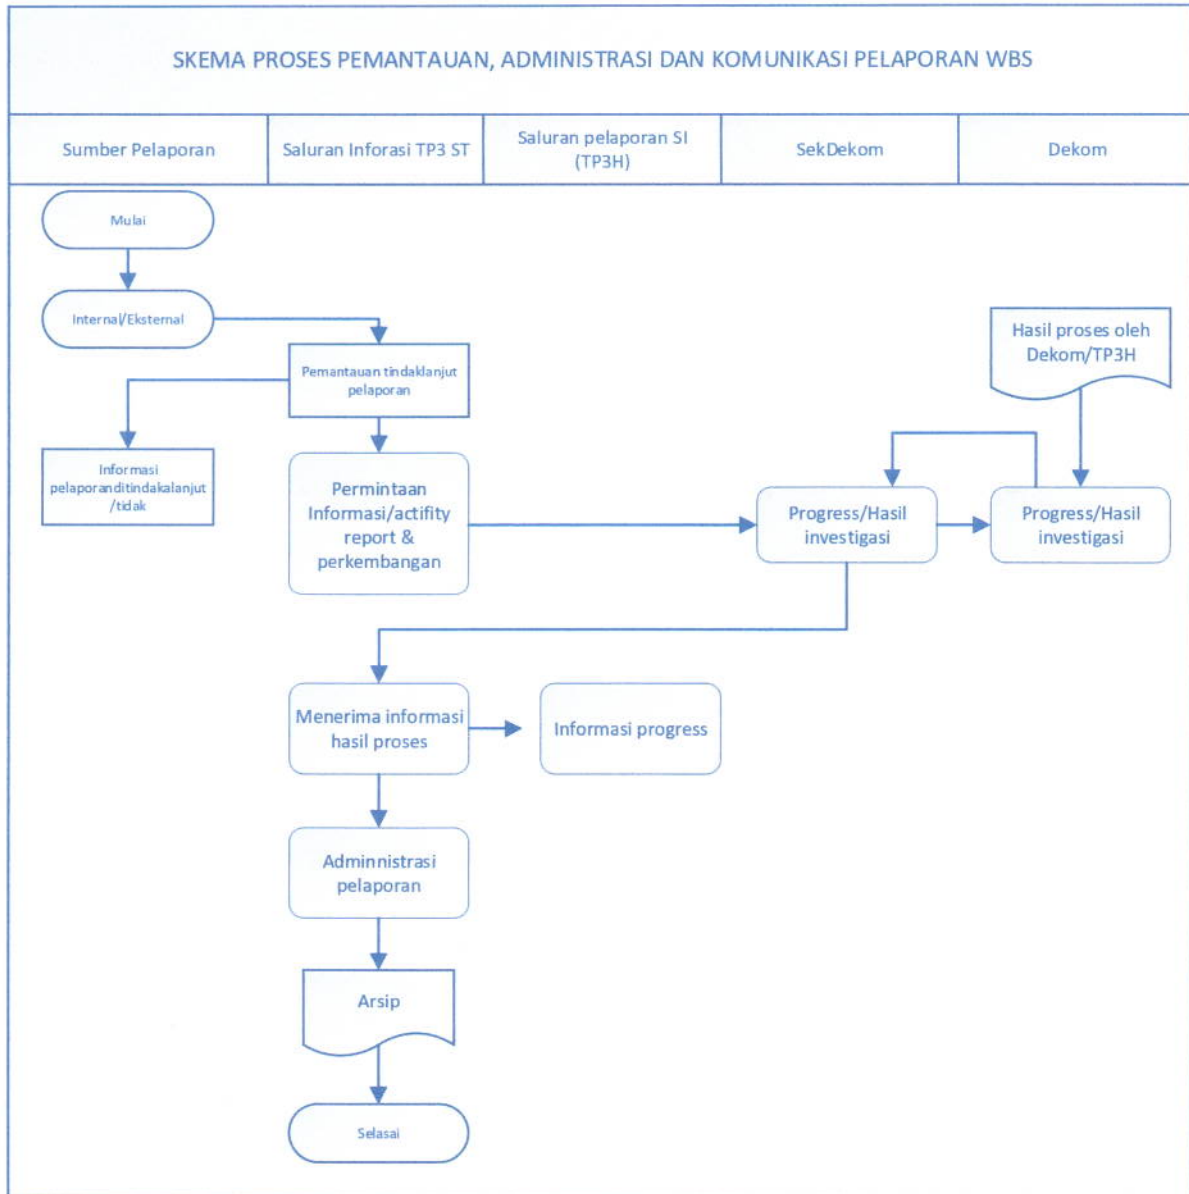 SKEMA PROSES PEMANTAUAN, ADMINISTRASI DAN KOMUNIKASI PELAPORAN WBS
Sumber Pelaporan
Saluran Inforasi TP3 ST
Saluran pelaporan SI
(TP3H)
SekDekom
Dekom
Mulai
Internal/Eksternal
Hasil proses oleh
Dekom/TP3H
Pemantauan tindaklanjut
pelaporan
Informasi
pelaporanditindakalanjut
/tidak
Permintaan
Informasi/actifity
report &
perkembangan
Progress/Hasil
investigasi
Progress/Hasil
investigasi
Menerima informasi
hasil proses
Informasi progress
Adminnistrasi
pelaporan
Arsip
Selasai